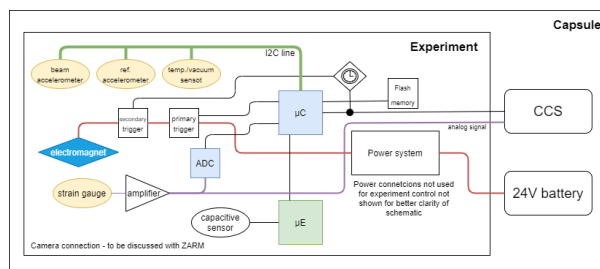 Capsule
Experiment
I2C line
beam
accelerometer
ref.
accelerometer
temp./vacuum
sensot
Flash
memory
secondary
trigger
primary
trigger
µC
CCS
analog signal
electromagnet
ADC
Power system
strain gauge
amplifier
Power connetcions not used
for experiment control not
shown for better clarity of
schematic
24V battery
capacitive
sensor
µE
Camera connection - to be discussed with ZARM